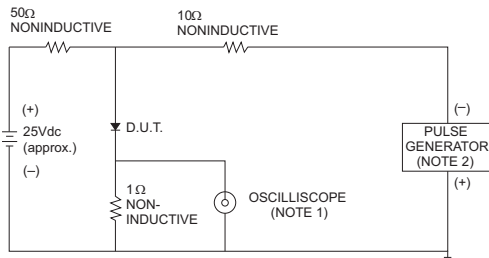 50Ω
NONINDUCTIVE
10Ω
NONINDUCTIVE
(+)
25Vdc
(approx.)
(–)
D.U.T.
1Ω
NON-
INDUCTIVE
OSCILLISCOPE
(NOTE 1)
(–)
PULSE
GENERATOR
(NOTE 2)
(+)